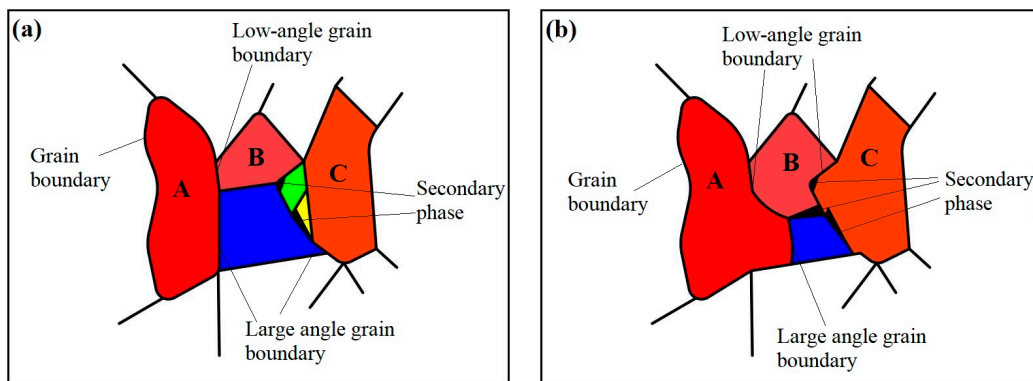 (a)
Low-angle grain
boundary
Grain
boundary
A
B
C
Secondary
phase
Large angle grain
boundary
(b)
Low-angle grain
boundary
Grain
boundary
A
B
C
Secondary
phase
Large angle grain
boundary